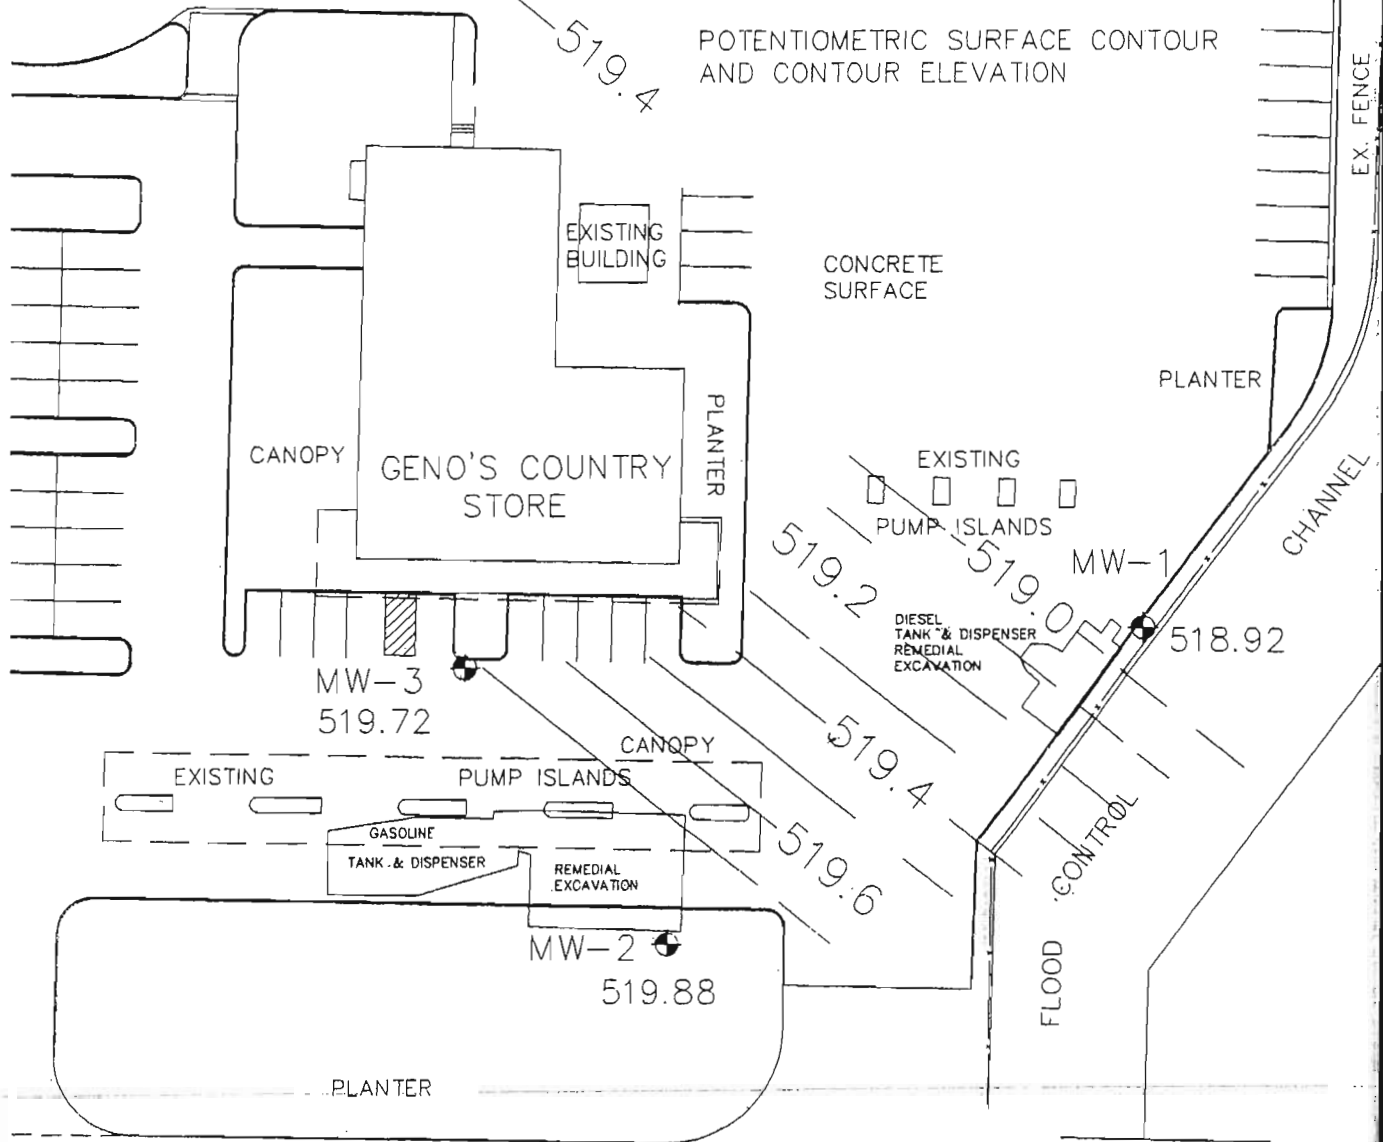 519.4
POTENTIOMETRIC SURFACE CONTOUR
AND CONTOUR ELEVATION
EX. FENCE
EXISTING
BUILDING
CONCRETE
SURFACE
PLANTER
PLANTER
CANOPY
GENO'S COUNTRY
STORE
EXISTING
PUMP ISLANDS
CHANNEL
519.2
519.0
MW-1
518.92
DIESEL
TANK & DISPENSER
REMEDIAL
EXCAVATION
MW-3
519.72
519.4
CANOPY
EXISTING
PUMP ISLANDS
GASOLINE
TANK & DISPENSER
REMEDIAL
EXCAVATION
519.6
FLOOD CONTROL
MW-2
519.88
PLANTER